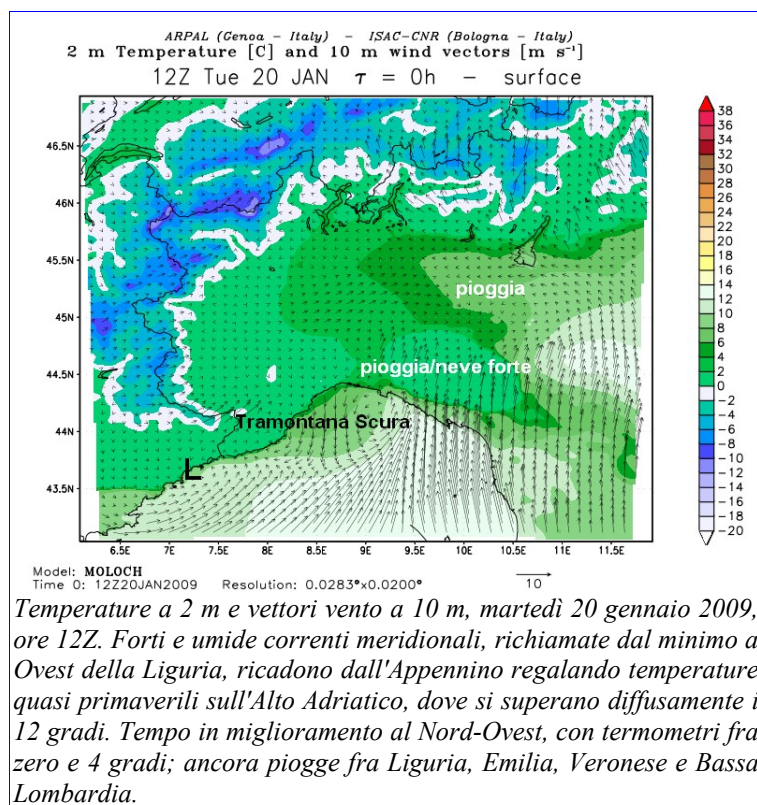 ARPAL (Genoa - Italy) - ISAC-CNR (Bologna - Italy)
2 m Temperature [C] and 10 m wind vectors [m s⁻¹]
12Z Tue 20 JAN τ = 0h - surface
46.5N
46N
45.5N
45N
44.5N
44N
43.5N
6.5E 7E 7.5E 8E 8.5E 9E 9.5E 10E 10.5E 11E 11.5E
pioggia
pioggia/neve forte
Tramontana Scura
L
38
36
34
32
30
28
26
24
22
20
18
16
14
12
10
8
6
4
2
0
-2
-4
-6
-8
-10
-12
-14
-16
-18
-20
Model: MOLOCH
Time 0: 12Z20JAN2009 Resolution: 0.0283°x0.0200°
10
Temperature a 2 m e vettori vento a 10 m, martedì 20 gennaio 2009,
ore 12Z. Forti e umide correnti meridionali, richiamate dal minimo a
Ovest della Liguria, ricadono dall'Appennino regalando temperature
quasi primaverili sull'Alto Adriatico, dove si superano diffusamente i
12 gradi. Tempo in miglioramento al Nord-Ovest, con termometri fra
zero e 4 gradi; ancora piogge fra Liguria, Emilia, Veronese e Bassa
Lombardia.